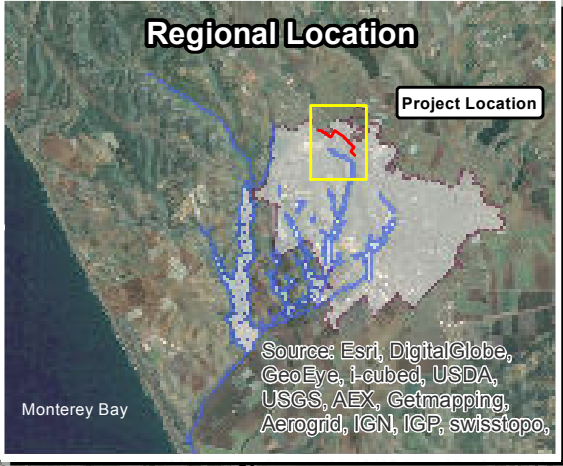 Regional Location
Project Location
Source: Esri, DigitalGlobe,
GeoEye, i-cubed, USDA,
USGS, AEX, Getmapping,
Aerogrid, IGN, IGP, swisstopo,
Monterey Bay